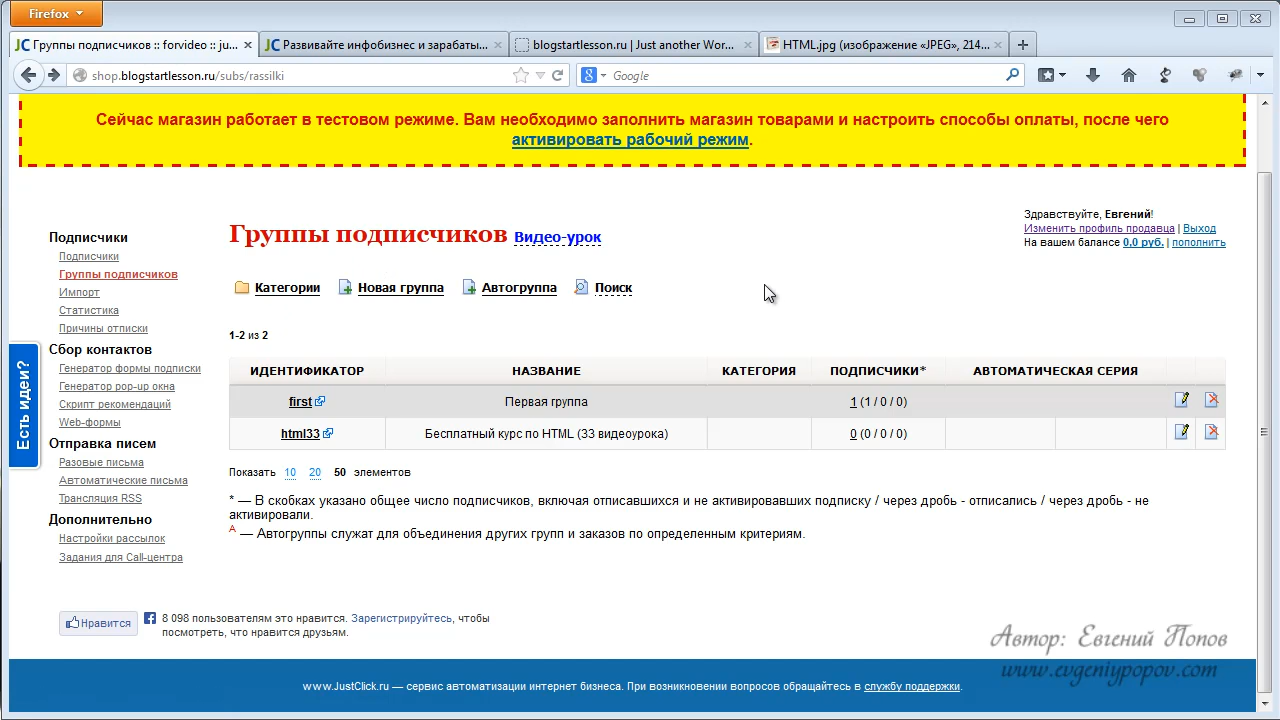 Firefox
Группы подписчиков :: forvideo :: ju...
Развивайте инфобизнес и зарабаты...
blogstartlesson.ru | Just another Wor...
HTML.jpg (изображение «JPEG», 214...
shop.blogstartlesson.ru/subs/rassilki
Google
Сейчас магазин работает в тестовом режиме. Вам необходимо заполнить магазин товарами и настроить способы оплаты, после чего
активировать рабочий режим.
Здравствуйте, Евгений!
Изменить профиль продавца | Выход
На вашем балансе 0.0 руб. | пополнить
Подписчики
Подписчики
Группы подписчиков
Импорт
Статистика
Причины отписки
Сбор контактов
Генератор формы подписки
Генератор pop-up окна
Скрипт рекомендаций
Web-формы
Отправка писем
Разовые письма
Автоматические письма
Трансляция RSS
Дополнительно
Настройки рассылок
Задания для Call-центра
Есть идеи?
Группы подписчиков Видео-урок
Категории Новая группа Автогруппа Поиск
1-2 из 2
ИДЕНТИФИКАТОР НАЗВАНИЕ КАТЕГОРИЯ ПОДПИСЧИКИ* АВТОМАТИЧЕСКАЯ СЕРИЯ
first Первая группа 1 (1 / 0 / 0)
html33 Бесплатный курс по HTML (33 видеоурока) 0 (0 / 0 / 0)
Показать 10 20 50 элементов
* — В скобках указано общее число подписчиков, включая отписавшихся и не активировавших подписку / через дробь - отписались / через дробь - не
активировали.
А — Автогруппы служат для объединения других групп и заказов по определенным критериям.
Нравится
8 098 пользователям это нравится. Зарегистрируйтесь, чтобы
посмотреть, что нравится друзьям.
Автор: Евгений Попов
www.evgeniypopov.com
www.JustClick.ru — сервис автоматизации интернет бизнеса. При возникновении вопросов обращайтесь в службу поддержки.